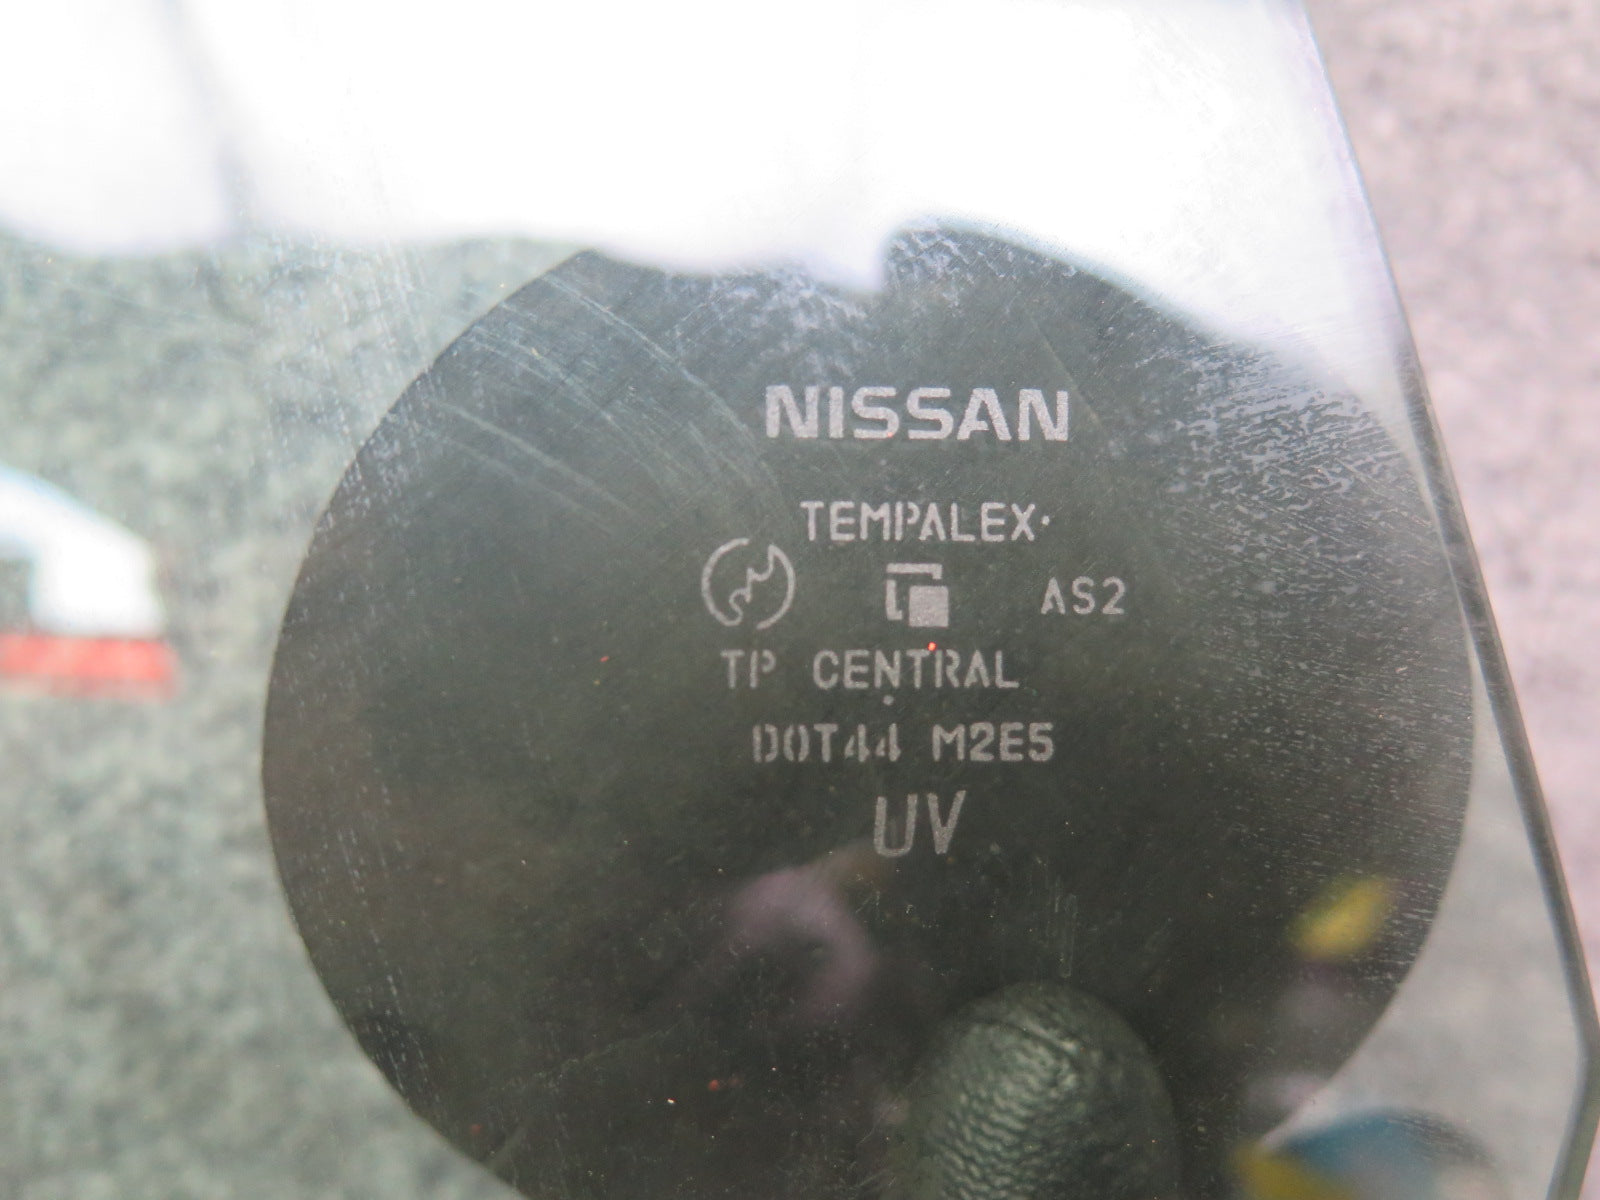 NISSAN
TEMPALEX·
AS2
TP CENTRAL
DOT44 M2E5
UV